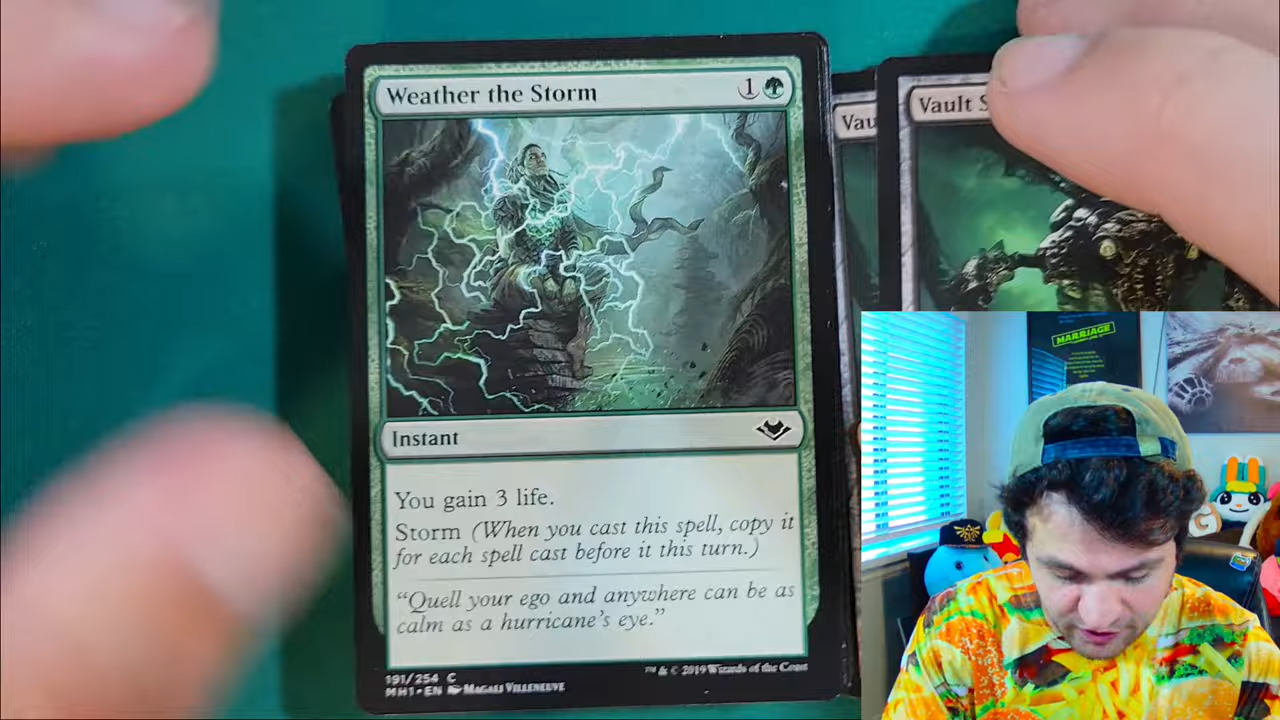 Weather the Storm
1
Vau
Vault S
Instant
You gain 3 life.
Storm (When you cast this spell, copy it
for each spell cast before it this turn.)
“Quell your ego and anywhere can be as
calm as a hurricane’s eye.”
191/254 C
MH1 • EN Magali Villeneuve
™ & © 2019 Wizards of the Coast
MARRIAGE